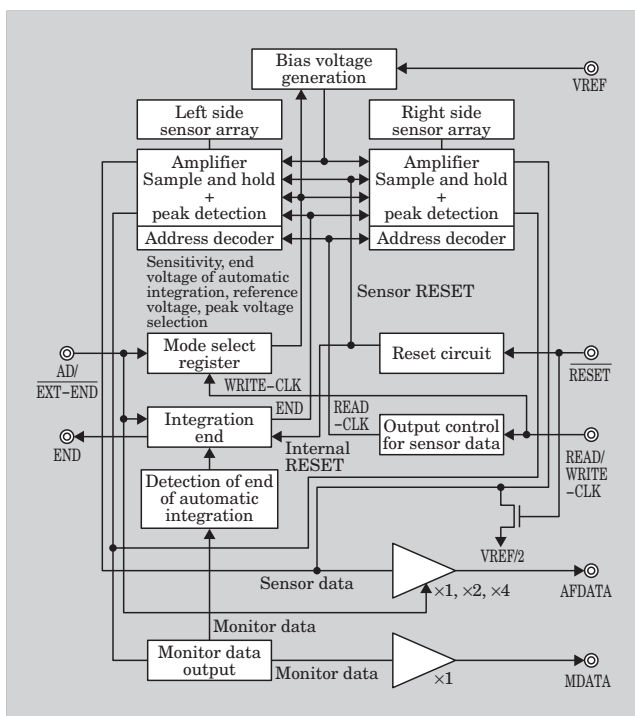 Bias voltage
generation
VREF
Left side
sensor array
Right side
sensor array
Amplifier
Sample and hold
+
peak detection
Address decoder
Amplifier
Sample and hold
+
peak detection
Address decoder
Sensitivity, end
voltage of automatic
integration, reference
voltage, peak voltage
selection
Sensor RESET
AD/
EXT-END
Mode select
register
Reset circuit
RESET
WRITE-CLK
END
Integration
end
END
READ
-CLK
Internal
RESET
Output control
for sensor data
READ/
WRITE
-CLK
Detection of end
of automatic
integration
VREF/2
Sensor data
×1, ×2, ×4
AFDATA
Monitor data
Monitor data
output
Monitor data
×1
MDATA